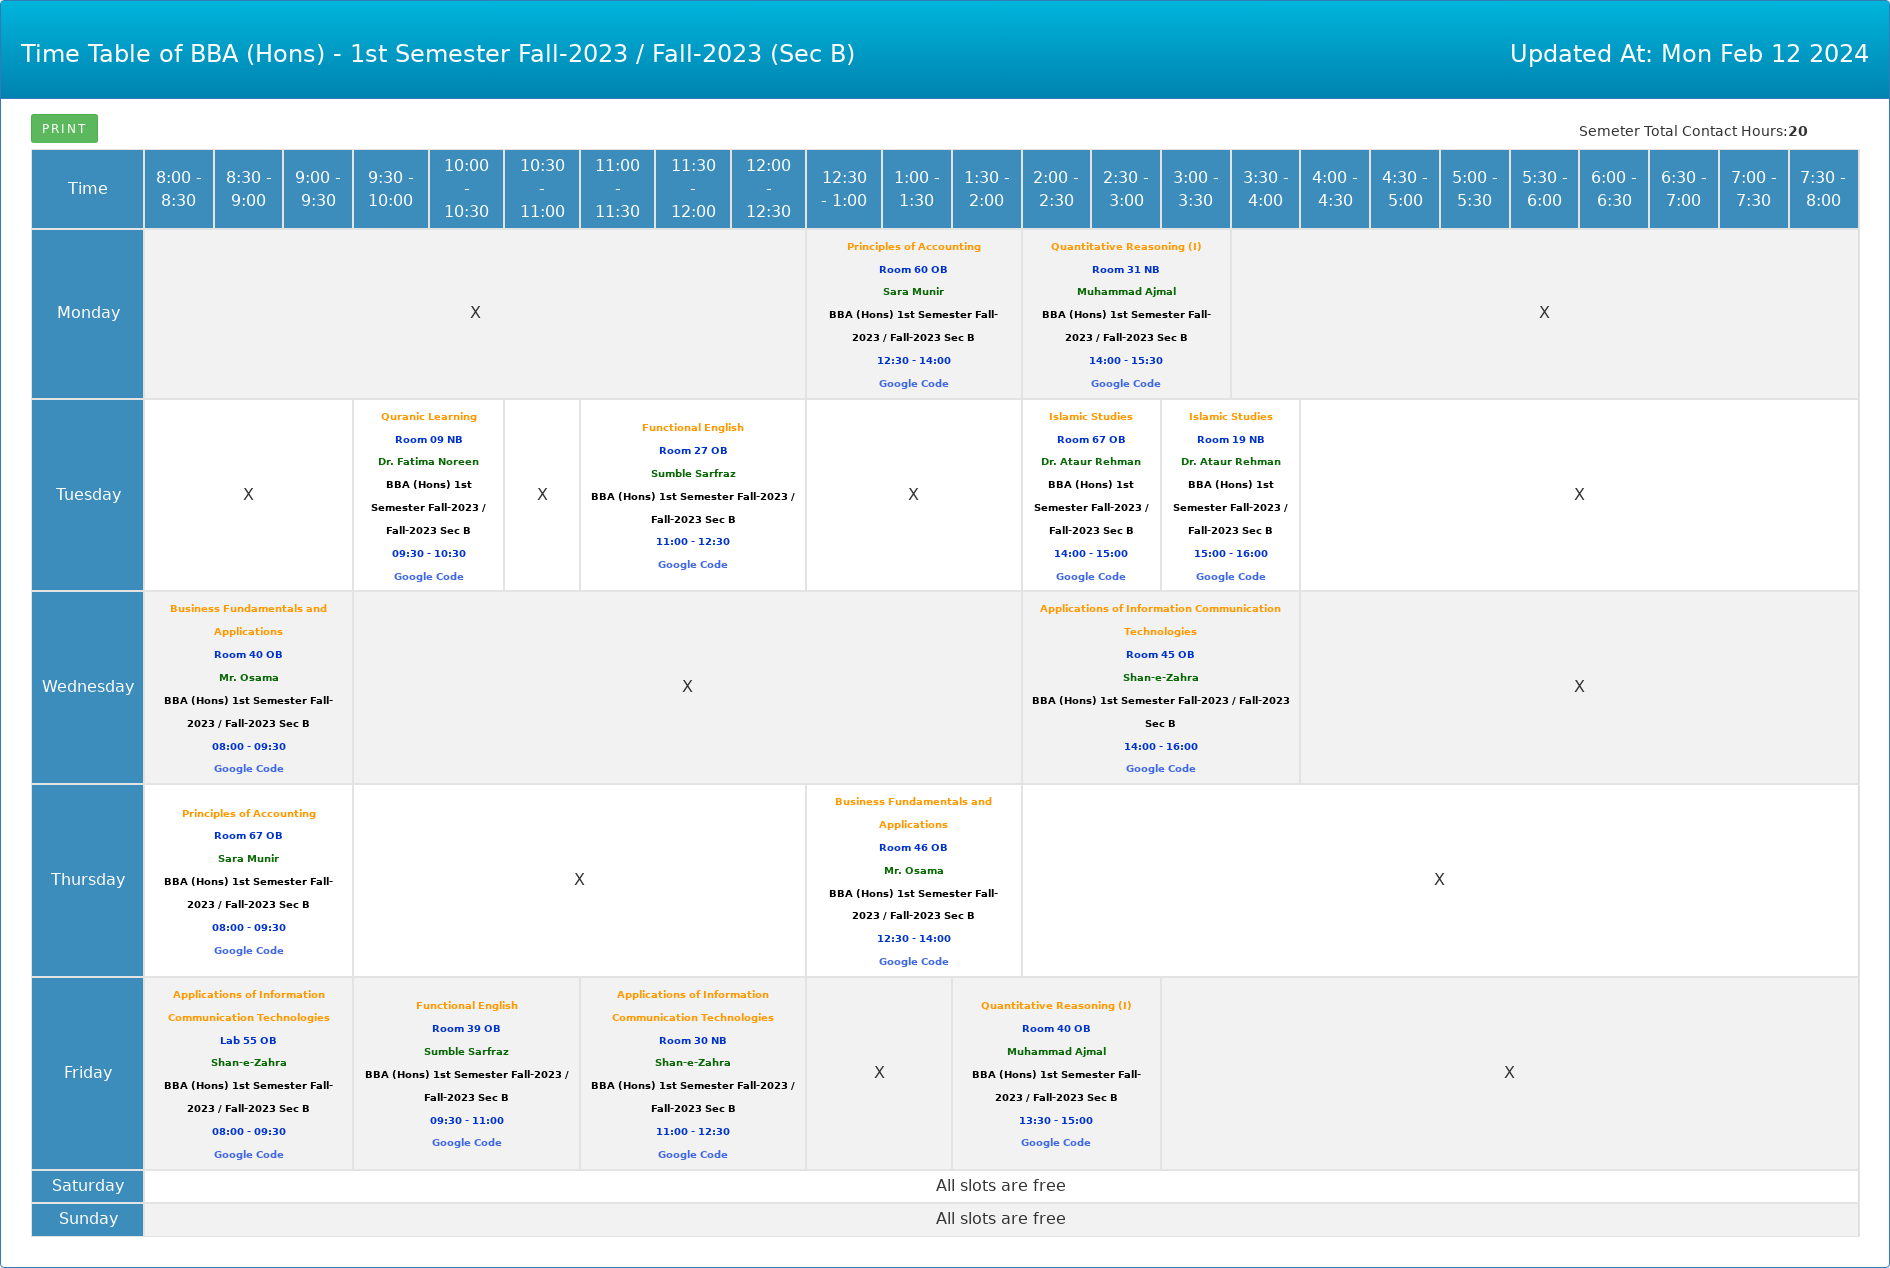 Time Table of BBA (Hons) - 1st Semester Fall-2023 / Fall-2023 (Sec B)
Updated At: Mon Feb 12 2024
PRINT
Semeter Total Contact Hours:20
Time
8:00 -
8:30
8:30 -
9:00
9:00 -
9:30
9:30 -
10:00
10:00
-
10:30
10:30
-
11:00
11:00
-
11:30
11:30
-
12:00
12:00
-
12:30
12:30
- 1:00
1:00 -
1:30
1:30 -
2:00
2:00 -
2:30
2:30 -
3:00
3:00 -
3:30
3:30 -
4:00
4:00 -
4:30
4:30 -
5:00
5:00 -
5:30
5:30 -
6:00
6:00 -
6:30
6:30 -
7:00
7:00 -
7:30
7:30 -
8:00
Monday
X
Principles of Accounting
Room 60 OB
Sara Munir
BBA (Hons) 1st Semester Fall-
2023 / Fall-2023 Sec B
12:30 - 14:00
Google Code
Quantitative Reasoning (I)
Room 31 NB
Muhammad Ajmal
BBA (Hons) 1st Semester Fall-
2023 / Fall-2023 Sec B
14:00 - 15:30
Google Code
X
Tuesday
X
Quranic Learning
Room 09 NB
Dr. Fatima Noreen
BBA (Hons) 1st
Semester Fall-2023 /
Fall-2023 Sec B
09:30 - 10:30
Google Code
X
Functional English
Room 27 OB
Sumble Sarfraz
BBA (Hons) 1st Semester Fall-2023 /
Fall-2023 Sec B
11:00 - 12:30
Google Code
X
Islamic Studies
Room 67 OB
Dr. Ataur Rehman
BBA (Hons) 1st
Semester Fall-2023 /
Fall-2023 Sec B
14:00 - 15:00
Google Code
Islamic Studies
Room 19 NB
Dr. Ataur Rehman
BBA (Hons) 1st
Semester Fall-2023 /
Fall-2023 Sec B
15:00 - 16:00
Google Code
X
Wednesday
Business Fundamentals and
Applications
Room 40 OB
Mr. Osama
BBA (Hons) 1st Semester Fall-
2023 / Fall-2023 Sec B
08:00 - 09:30
Google Code
X
Applications of Information Communication
Technologies
Room 45 OB
Shan-e-Zahra
BBA (Hons) 1st Semester Fall-2023 / Fall-2023
Sec B
14:00 - 16:00
Google Code
X
Thursday
Principles of Accounting
Room 67 OB
Sara Munir
BBA (Hons) 1st Semester Fall-
2023 / Fall-2023 Sec B
08:00 - 09:30
Google Code
X
Business Fundamentals and
Applications
Room 46 OB
Mr. Osama
BBA (Hons) 1st Semester Fall-
2023 / Fall-2023 Sec B
12:30 - 14:00
Google Code
X
Friday
Applications of Information
Communication Technologies
Lab 55 OB
Shan-e-Zahra
BBA (Hons) 1st Semester Fall-
2023 / Fall-2023 Sec B
08:00 - 09:30
Google Code
Functional English
Room 39 OB
Sumble Sarfraz
BBA (Hons) 1st Semester Fall-2023 /
Fall-2023 Sec B
09:30 - 11:00
Google Code
Applications of Information
Communication Technologies
Room 30 NB
Shan-e-Zahra
BBA (Hons) 1st Semester Fall-2023 /
Fall-2023 Sec B
11:00 - 12:30
Google Code
X
Quantitative Reasoning (I)
Room 40 OB
Muhammad Ajmal
BBA (Hons) 1st Semester Fall-
2023 / Fall-2023 Sec B
13:30 - 15:00
Google Code
X
Saturday
All slots are free
Sunday
All slots are free